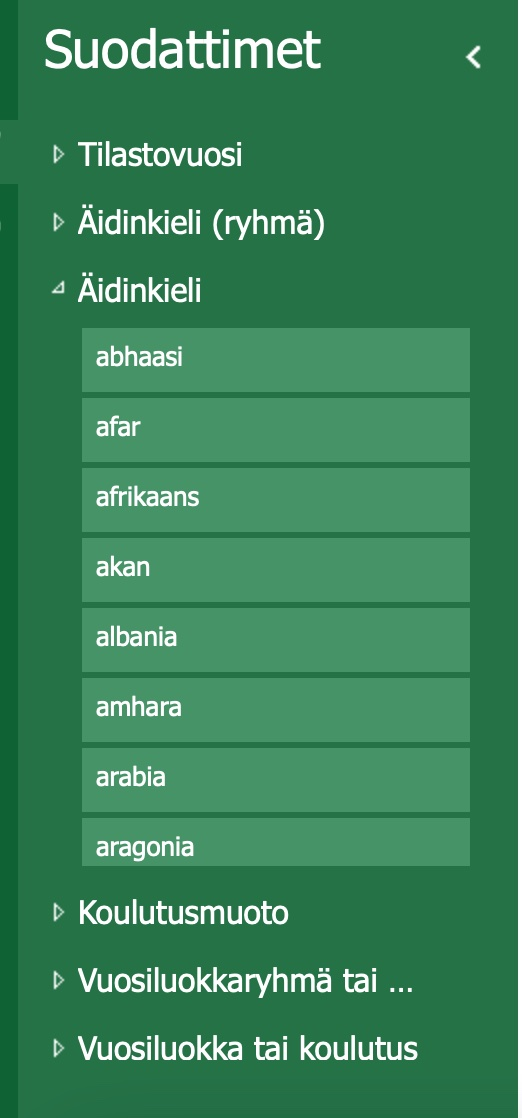 Suodattimet
Tilastovuosi
Äidinkieli (ryhmä)
Äidinkieli
abhaasi
afar
afrikaans
akan
albania
amhara
arabia
aragonia
Koulutusmuoto
Vuosiluokkaryhmä tai ...
Vuosiluokka tai koulutus